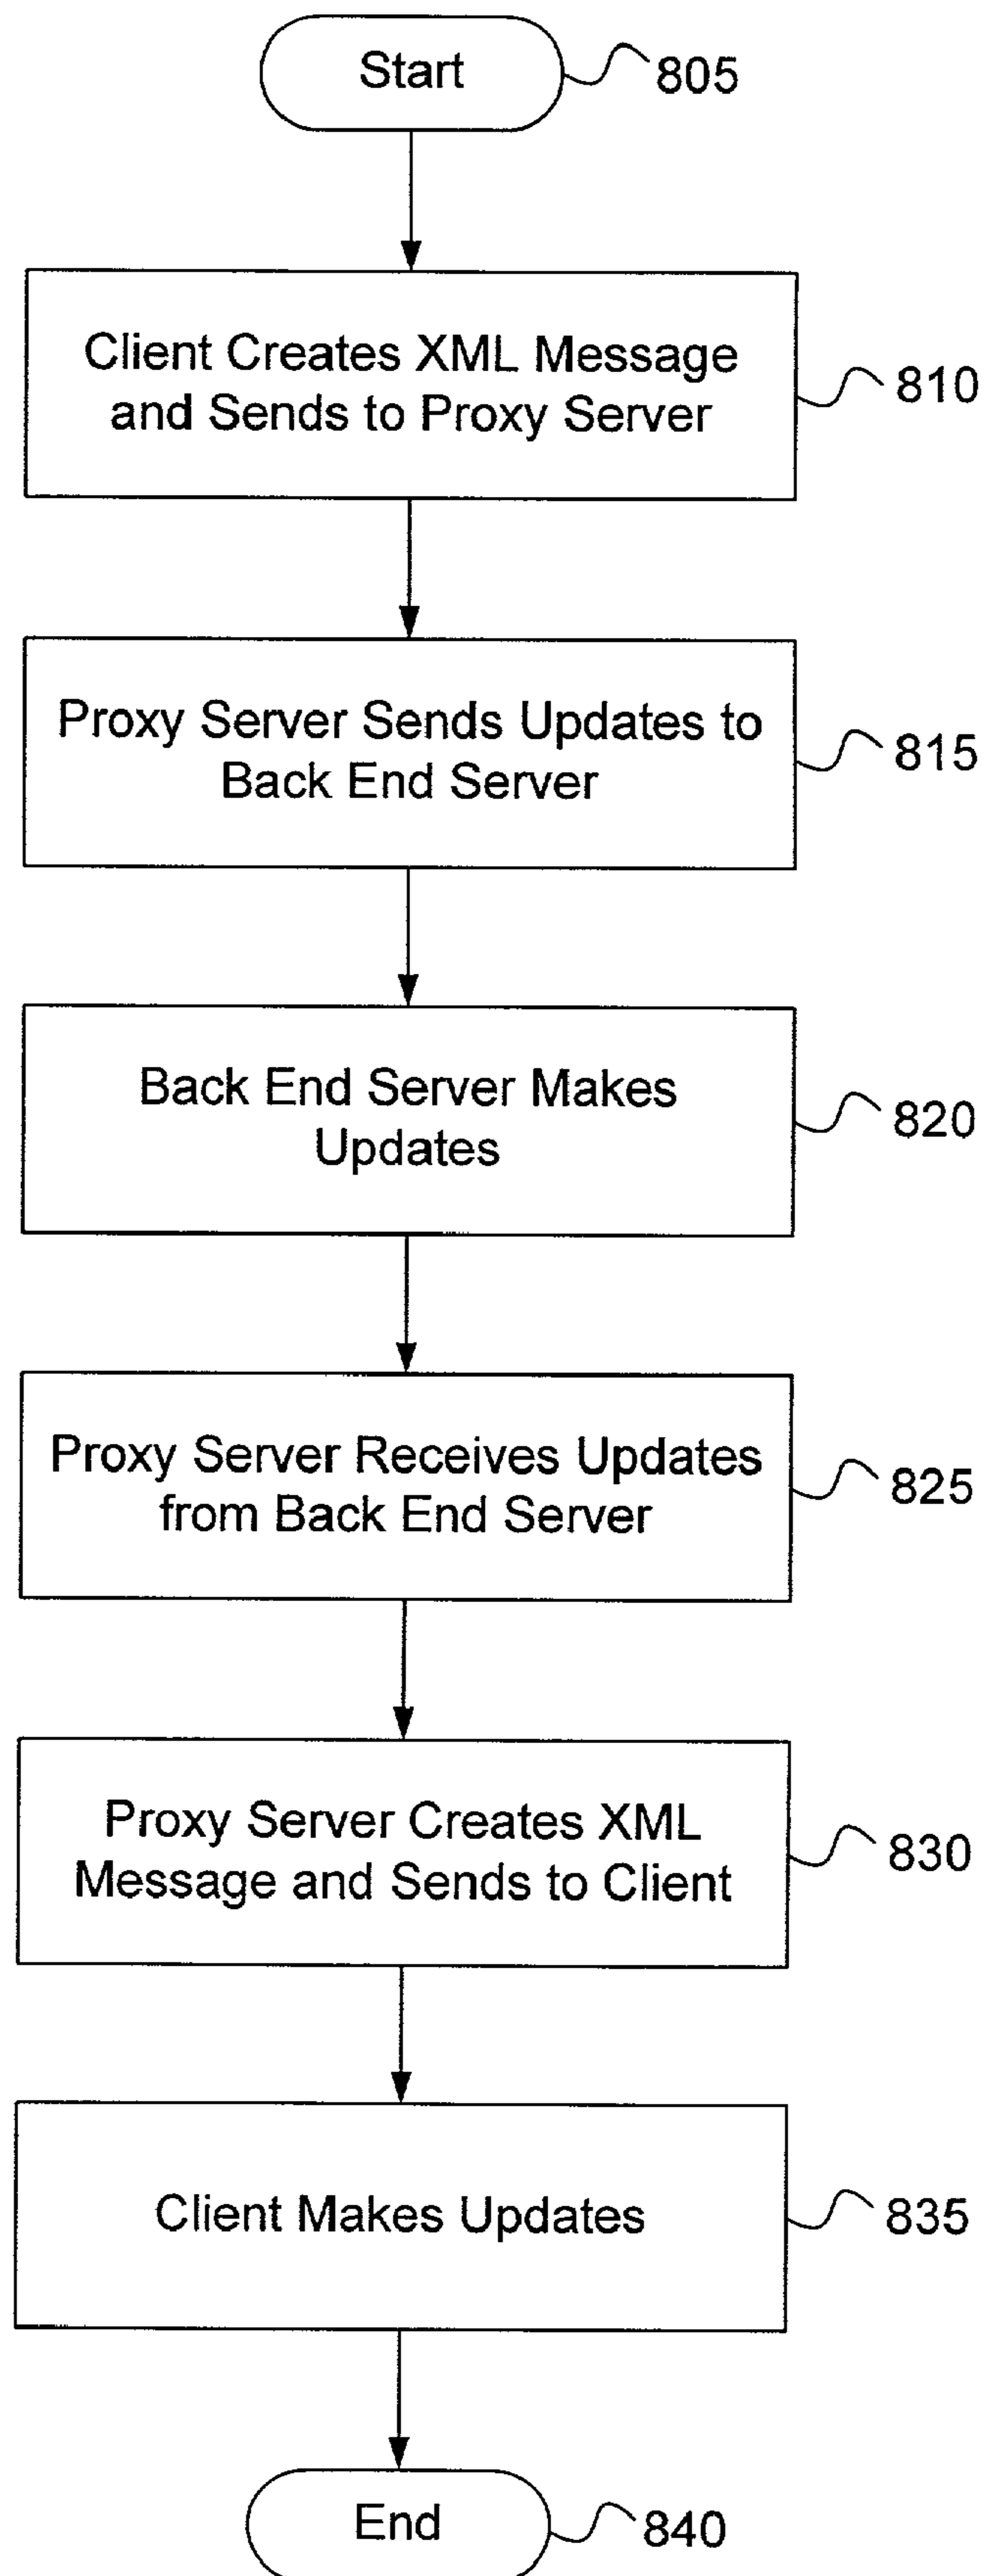 Start
805
Client Creates XML Message
and Sends to Proxy Server
810
Proxy Server Sends Updates to
Back End Server
815
Back End Server Makes
Updates
820
Proxy Server Receives Updates
from Back End Server
825
Proxy Server Creates XML
Message and Sends to Client
830
Client Makes Updates
835
End
840